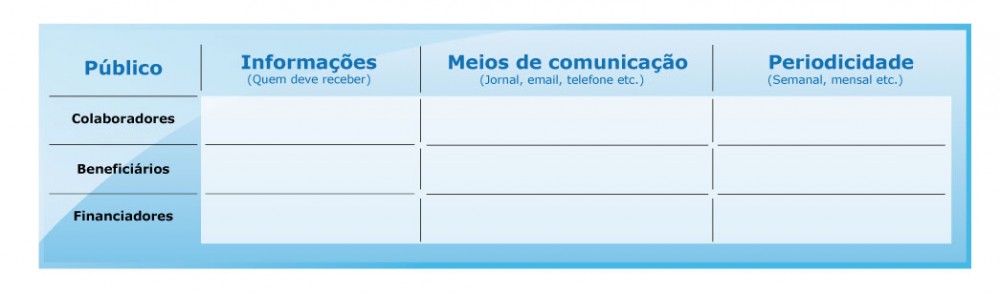 Público
Informações
(Quem deve receber)
Meios de comunicação
(Jornal, email, telefone etc.)
Periodicidade
(Semanal, mensal etc.)
Colaboradores
Beneficiários
Financiadores